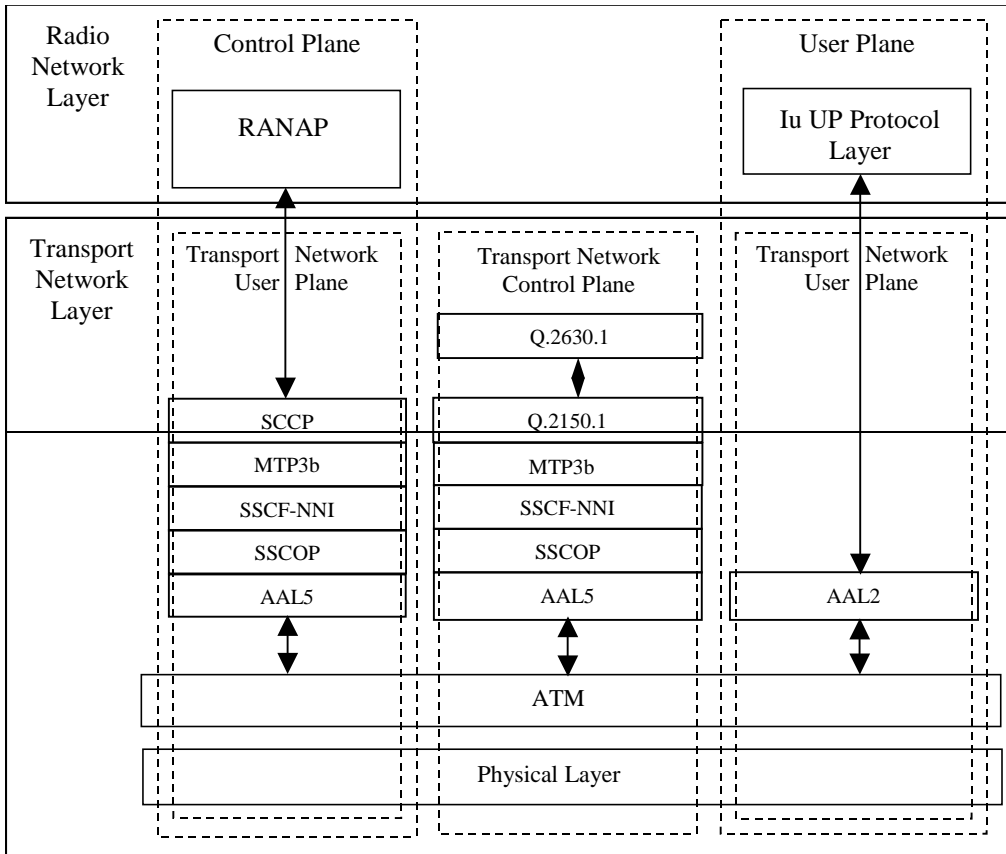 Radio
Network
Layer
Control Plane
User Plane
RANAP
Iu UP Protocol
Layer
Transport
Network
Layer
Transport Network
User Plane
Transport Network
Control Plane
Transport Network
User Plane
Q.2630.1
SCCP
Q.2150.1
MTP3b
MTP3b
SSCF-NNI
SSCF-NNI
SSCOP
SSCOP
AAL5
AAL5
AAL2
ATM
Physical Layer